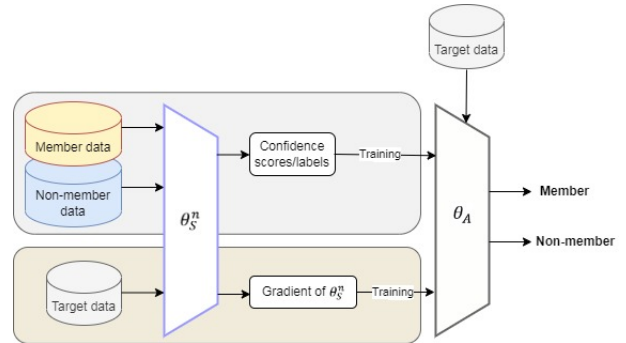 Target data
Member data
Non-member
data
θ_S^n
Confidence
scores/labels
Training
θ_A
Member
Non-member
Target data
Gradient of θ_S^n
Training